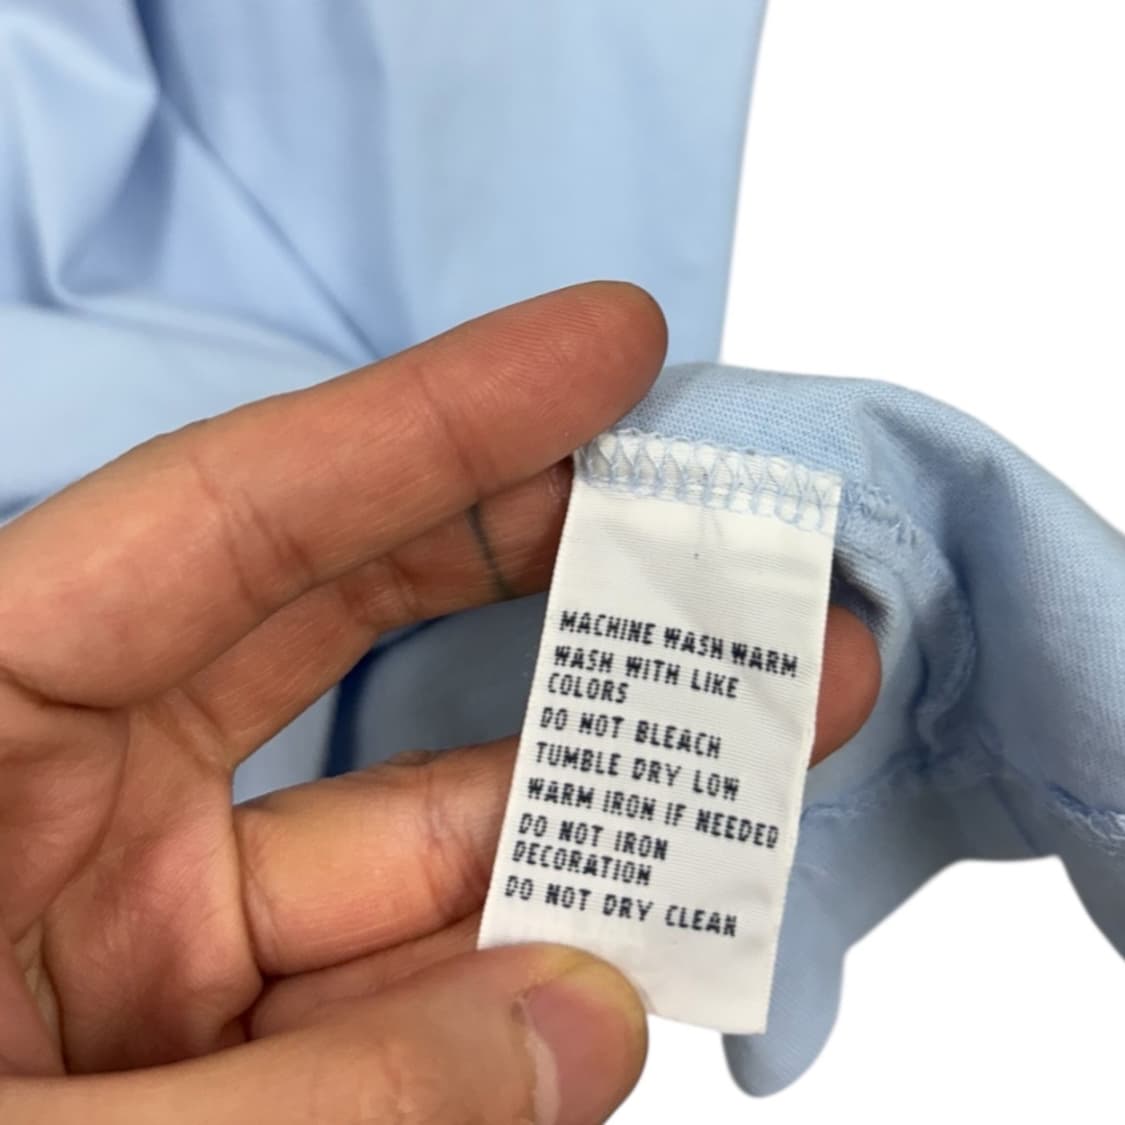 MACHINE WASH WARM
WASH WITH LIKE
COLORS
DO NOT BLEACH
TUMBLE DRY LOW
WARM IRON IF NEEDED
DO NOT IRON
DECORATION
DO NOT DRY CLEAN